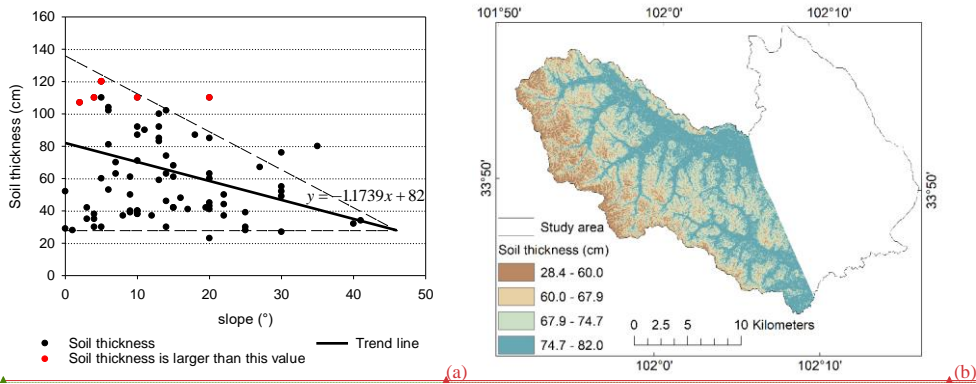 160
140
120
100
80
60
40
20
0
Soil thickness (cm)
y = −1.1739x + 82
0 10 20 30 40 50
slope (°)
Soil thickness
Trend line
Soil thickness is larger than this value
(a)
101°50' 102°0' 102°10'
33°50'
33°50'
Study area
Soil thickness (cm)
28.4 - 60.0
60.0 - 67.9
67.9 - 74.7
74.7 - 82.0
0 2.5 5 10 Kilometers
102°0' 102°10'
(b)